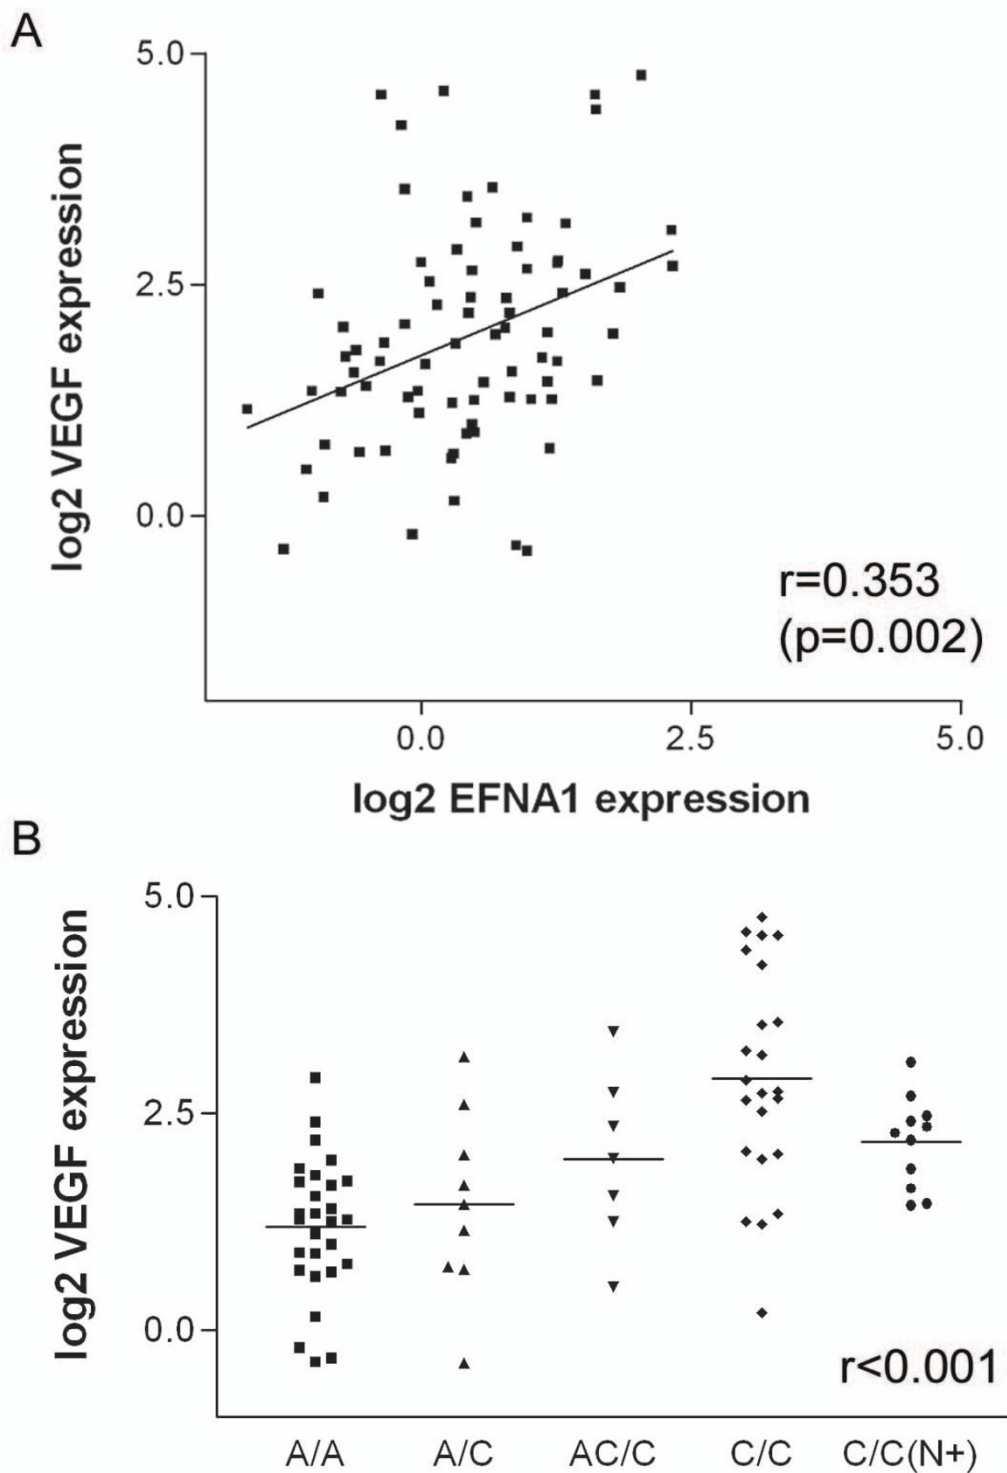 A
log2 VEGF expression
5.0
2.5
0.0
r=0.353
(p=0.002)
0.0 2.5 5.0
log2 EFNA1 expression
B
log2 VEGF expression
5.0
2.5
0.0
r<0.001
A/A A/C AC/C C/C C/C(N+)